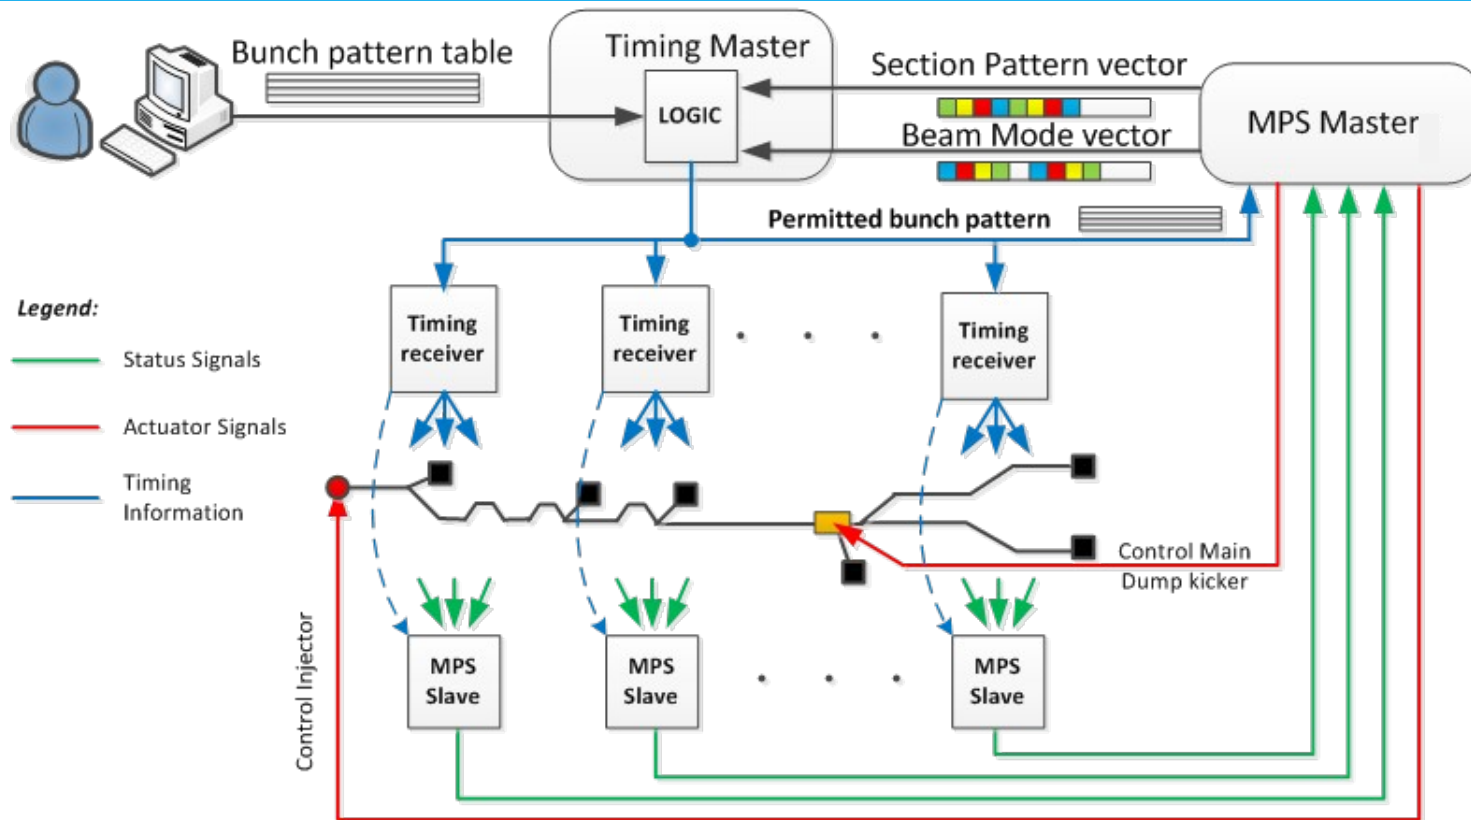 Bunch pattern table
Timing Master
LOGIC
Section Pattern vector
Beam Mode vector
MPS Master
Permitted bunch pattern
Legend:
Status Signals
Actuator Signals
Timing
Information
Timing
receiver
Timing
receiver
Timing
receiver
Control Main
Dump kicker
Control Injector
MPS
Slave
MPS
Slave
MPS
Slave